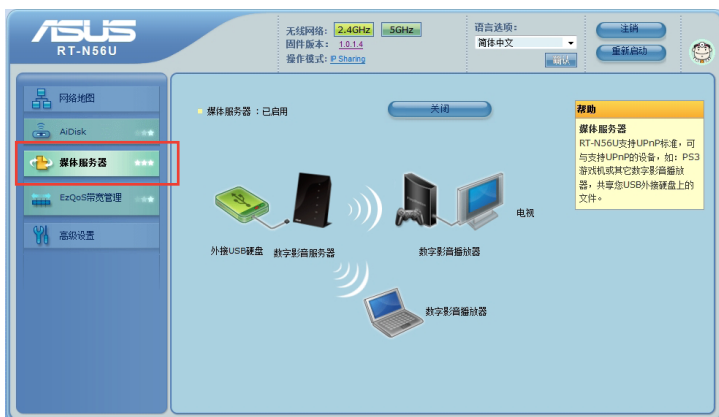 ASUS
RT-N56U
无线网络: 2.4GHz 5GHz
固件版本: 1.0.1.4
操作模式: IP Sharing
语言选项:
简体中文
确认
注销
重新启动
网络地图
AiDisk
媒体服务器
EzQoS带宽管理
高级设置
媒体服务器 : 已启用
关闭
外接USB硬盘
数字影音服务器
数字影音播放器
电视
数字影音播放器
帮助
媒体服务器
RT-N56U支持UPnP标准，可
与支持UPnP的设备，如：PS3
游戏机或其它数字影音播放
器，共享您USB外接硬盘上的
文件。